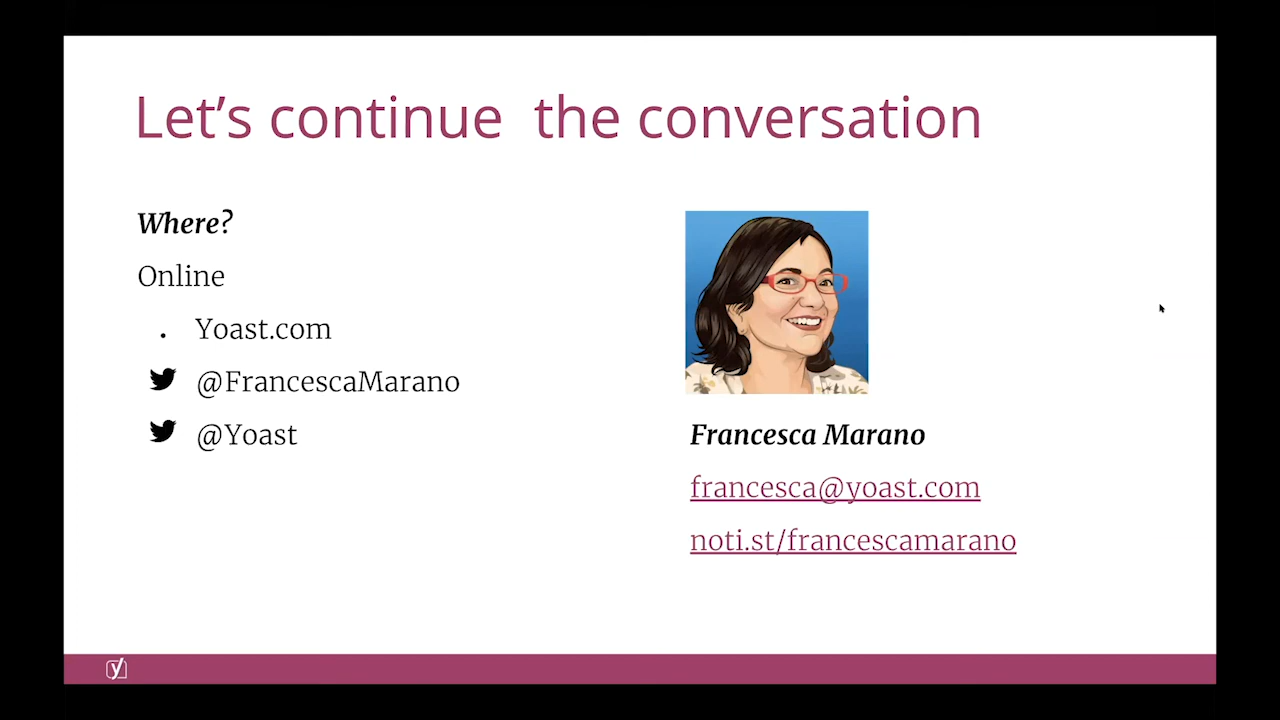 Let's continue  the conversation
Where?
Online
. Yoast.com
@FrancescaMarano
@Yoast
Francesca Marano
francesca@yoast.com
noti.st/francescamarano
y